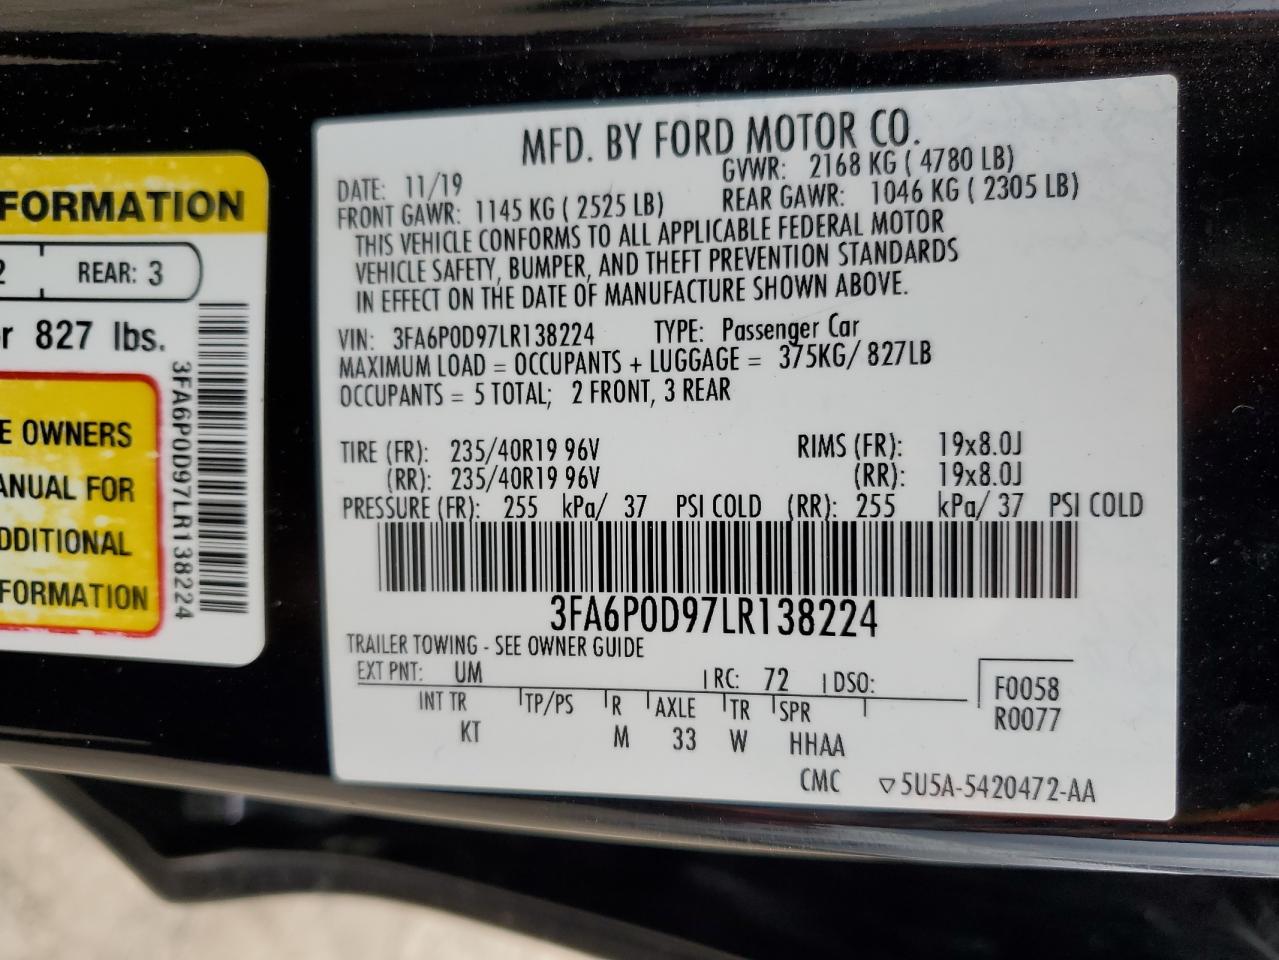 FORMATION
2 REAR: 3
r 827 lbs.
3FA6P0D97LR138224
E OWNERS
ANUAL FOR
DDITIONAL
FORMATION
MFD. BY FORD MOTOR CO.
DATE: 11/19 GVWR: 2168 KG ( 4780 LB)
FRONT GAWR: 1145 KG ( 2525 LB) REAR GAWR: 1046 KG ( 2305 LB)
THIS VEHICLE CONFORMS TO ALL APPLICABLE FEDERAL MOTOR
VEHICLE SAFETY, BUMPER, AND THEFT PREVENTION STANDARDS
IN EFFECT ON THE DATE OF MANUFACTURE SHOWN ABOVE.
VIN: 3FA6P0D97LR138224 TYPE: Passenger Car
MAXIMUM LOAD = OCCUPANTS + LUGGAGE = 375KG/ 827LB
OCCUPANTS = 5 TOTAL; 2 FRONT, 3 REAR
TIRE (FR): 235/40R19 96V RIMS (FR): 19x8.0J
(RR): 235/40R19 96V (RR): 19x8.0J
PRESSURE (FR): 255 kPa/ 37 PSI COLD (RR): 255 kPa/ 37 PSI COLD
3FA6P0D97LR138224
TRAILER TOWING - SEE OWNER GUIDE
EXT PNT: UM RC: 72 DSO:
INT TR TP/PS R AXLE TR SPR
KT M 33 W HHAA
F0058
R0077
CMC ▽5U5A-5420472-AA